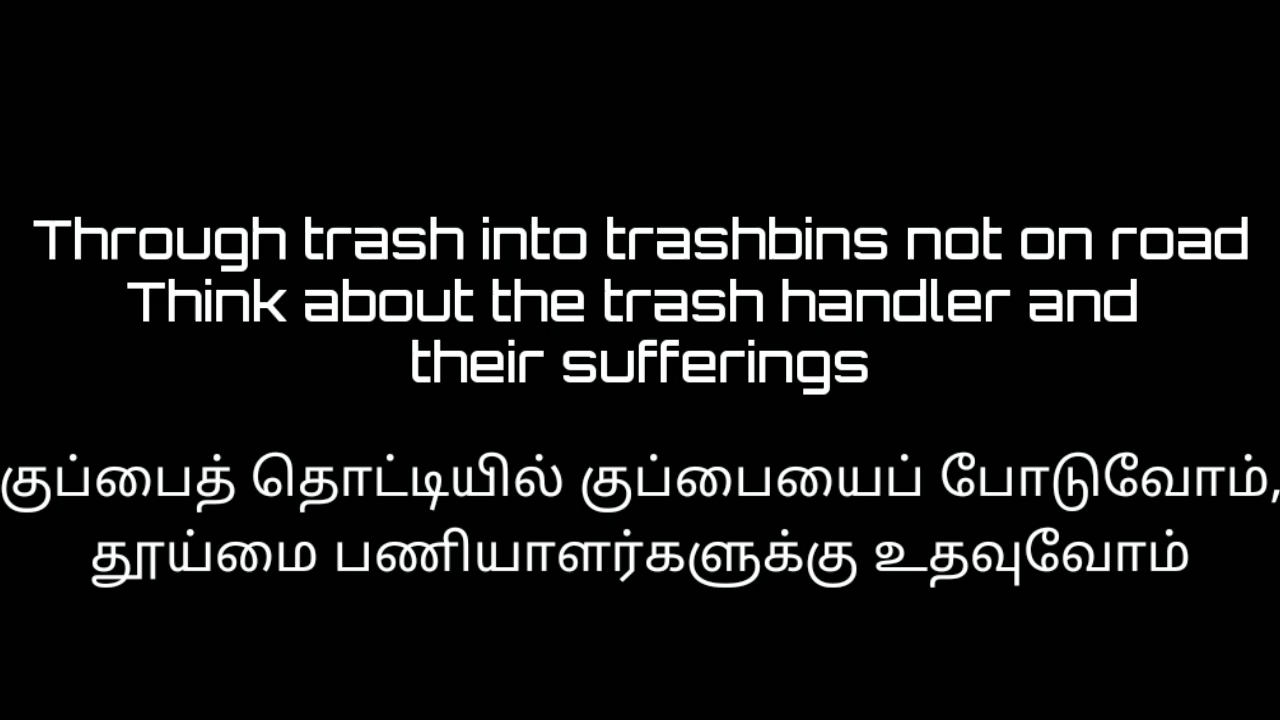 Through trash into trashbins not on road
Think about the trash handler and
their sufferings
குப்பைத் தொட்டியில் குப்பையைப் போடுவோம்,
தூய்மை பணியாளர்களுக்கு உதவுவோம்